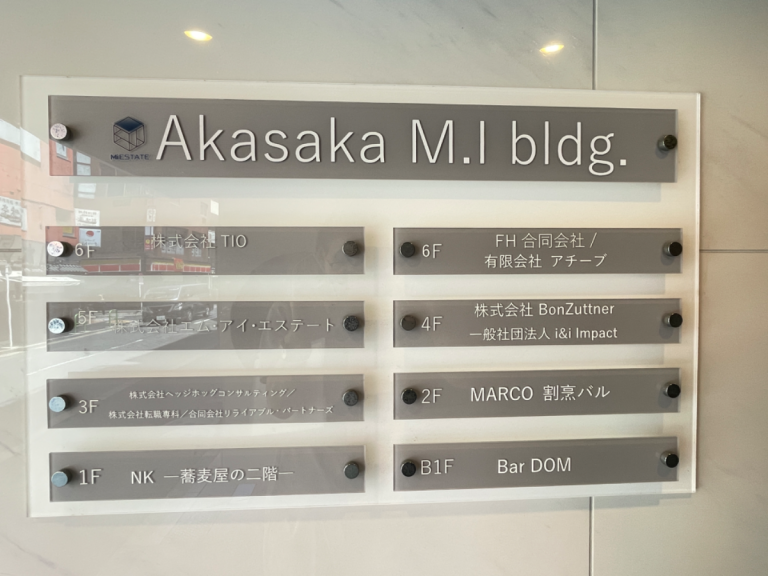 M.I.ESTATE
Akasaka M.I bldg.
6F 株式会社 TIO
6F FH 合同会社 /
有限会社 アチーブ
5F 株式会社エム・アイ・エステート
4F 株式会社 BonZuttner
一般社団法人 i&i Impact
3F 株式会社ヘッジホッグコンサルティング/
株式会社転職専科/合同会社リライアブル・パートナーズ
2F MARCO 割烹バル
1F NK ―蕎麦屋の二階―
B1F Bar DOM